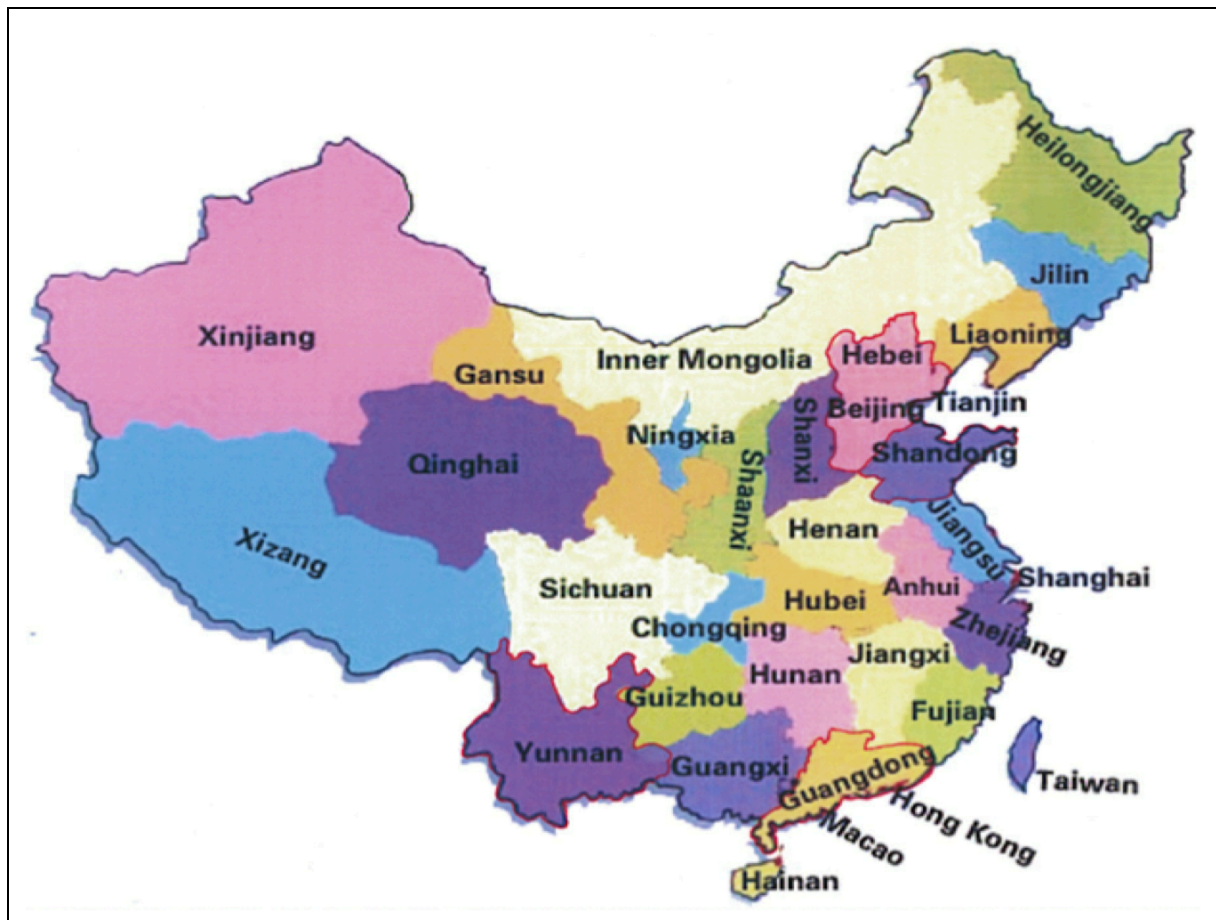 Heilongjiang
Jilin
Xinjiang
Inner Mongolia
Hebei
Liaoning
Gansu
Beijing
Tianjin
Shanxi
Ningxia
Qinghai
Shandong
Shaanxi
Henan
Jiangsu
Xizang
Sichuan
Hubei
Anhui
Shanghai
Chongqing
Zhejiang
Jiangxi
Hunan
Guizhou
Fujian
Yunnan
Guangxi
Guangdong
Taiwan
Hong Kong
Macao
Hainan